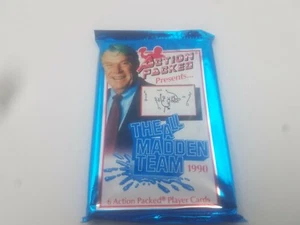 ACTION
PACKED
Presents...
THE ALL
MADDEN
TEAM
1990
6 Action Packed® Player Cards